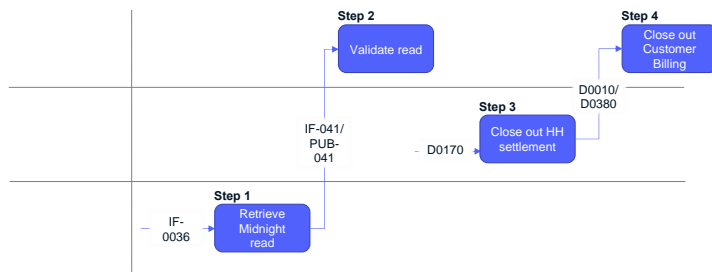 Step 2
Validate read
Step 4
Close out
Customer
Billing
D0010/
D0380
Step 3
Close out HH
settlement
D0170
IF-041/
PUB-
041
Step 1
Retrieve
Midnight
read
IF-
0036